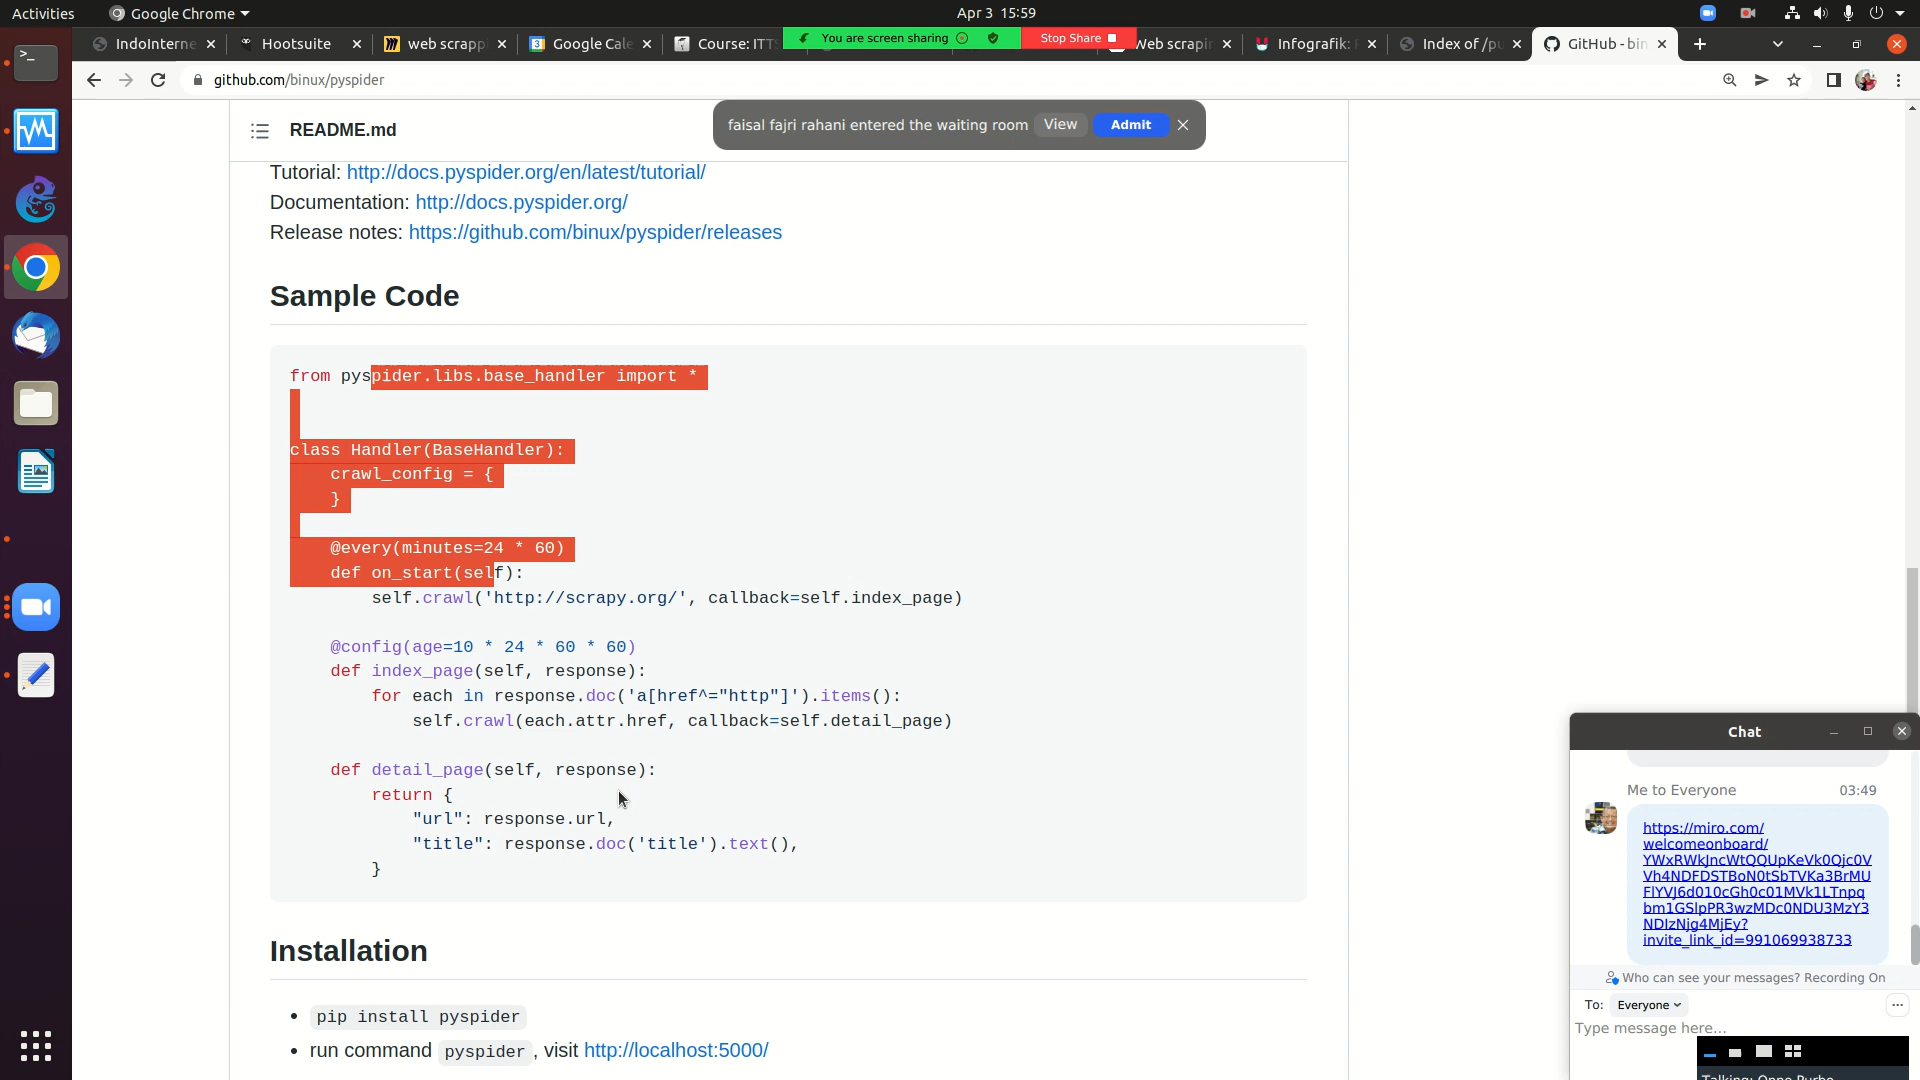 Activities
Google Chrome
Apr 3 15:59
IndoInterne
Hootsuite
web scrapp
Google Cale
Course: ITTS
You are screen sharing
Stop Share
Web scrapin
Infografik:
Index of /pu
GitHub - bin
github.com/binux/pyspider
README.md
faisal fajri rahani entered the waiting room
View
Admit
Tutorial: http://docs.pyspider.org/en/latest/tutorial/
Documentation: http://docs.pyspider.org/
Release notes: https://github.com/binux/pyspider/releases
Sample Code
from pyspider.libs.base_handler import *
class Handler(BaseHandler):
crawl_config = {
}
@every(minutes=24 * 60)
def on_start(self):
self.crawl('http://scrapy.org/', callback=self.index_page)
@config(age=10 * 24 * 60 * 60)
def index_page(self, response):
for each in response.doc('a[href^="http"]').items():
self.crawl(each.attr.href, callback=self.detail_page)
def detail_page(self, response):
return {
"url": response.url,
"title": response.doc('title').text(),
}
Installation
pip install pyspider
run command pyspider , visit http://localhost:5000/
Chat
Me to Everyone 03:49
https://miro.com/
welcomeonboard/
Who can see your messages? Recording On
To: Everyone
Type message here...
invite_link_id=991069938733